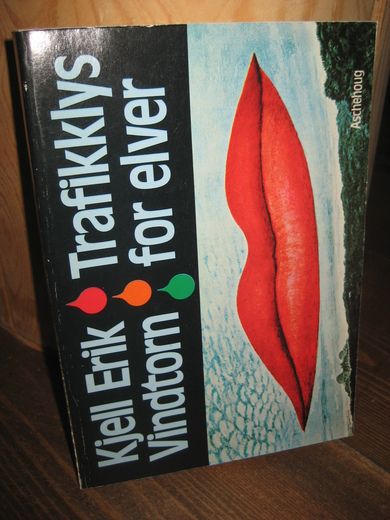 Kjell Erik Trafikklys
Vindtorn for elver
Aschehoug